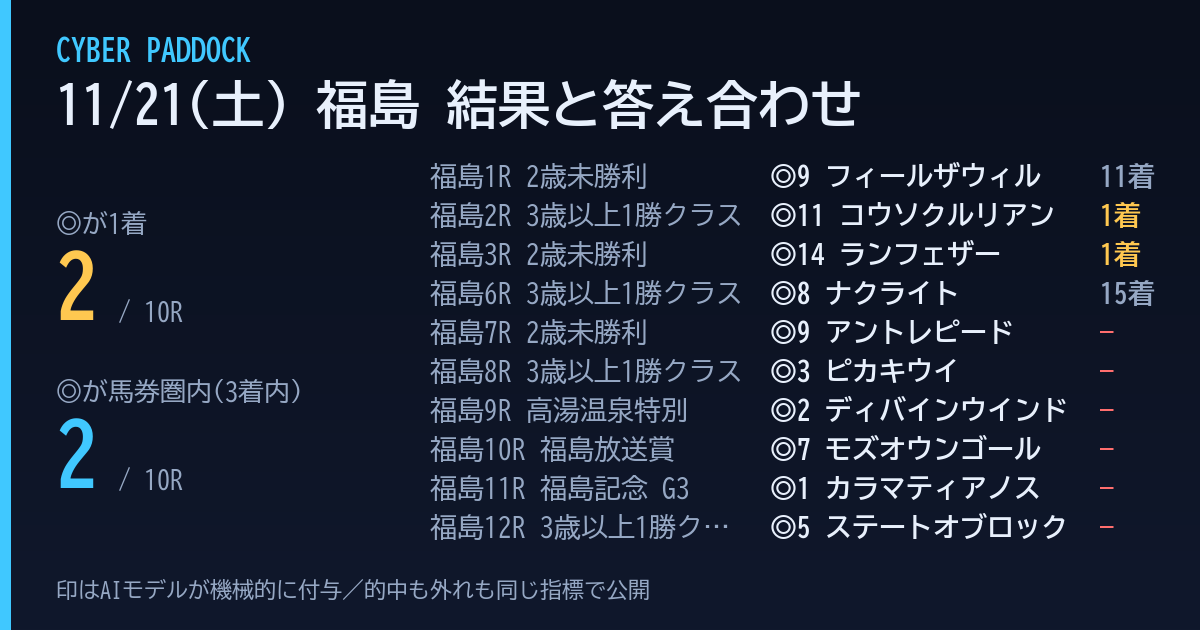 CYBER PADDOCK
11/21(土) 福島 結果と答え合わせ
◎が1着
2 / 10R
◎が馬券圏内(3着内)
2 / 10R
福島1R 2歳未勝利 ◎9 フィールザウィル 11着
福島2R 3歳以上1勝クラス ◎11 コウソクルリアン 1着
福島3R 2歳未勝利 ◎14 ランフェザー 1着
福島6R 3歳以上1勝クラス ◎8 ナクライト 15着
福島7R 2歳未勝利 ◎9 アントレピード −
福島8R 3歳以上1勝クラス ◎3 ピカキウイ −
福島9R 高湯温泉特別 ◎2 ディバインウインド −
福島10R 福島放送賞 ◎7 モズオウンゴール −
福島11R 福島記念 G3 ◎1 カラマティアノス −
福島12R 3歳以上1勝ク… ◎5 ステートオブロック −
印はAIモデルが機械的に付与／的中も外れも同じ指標で公開